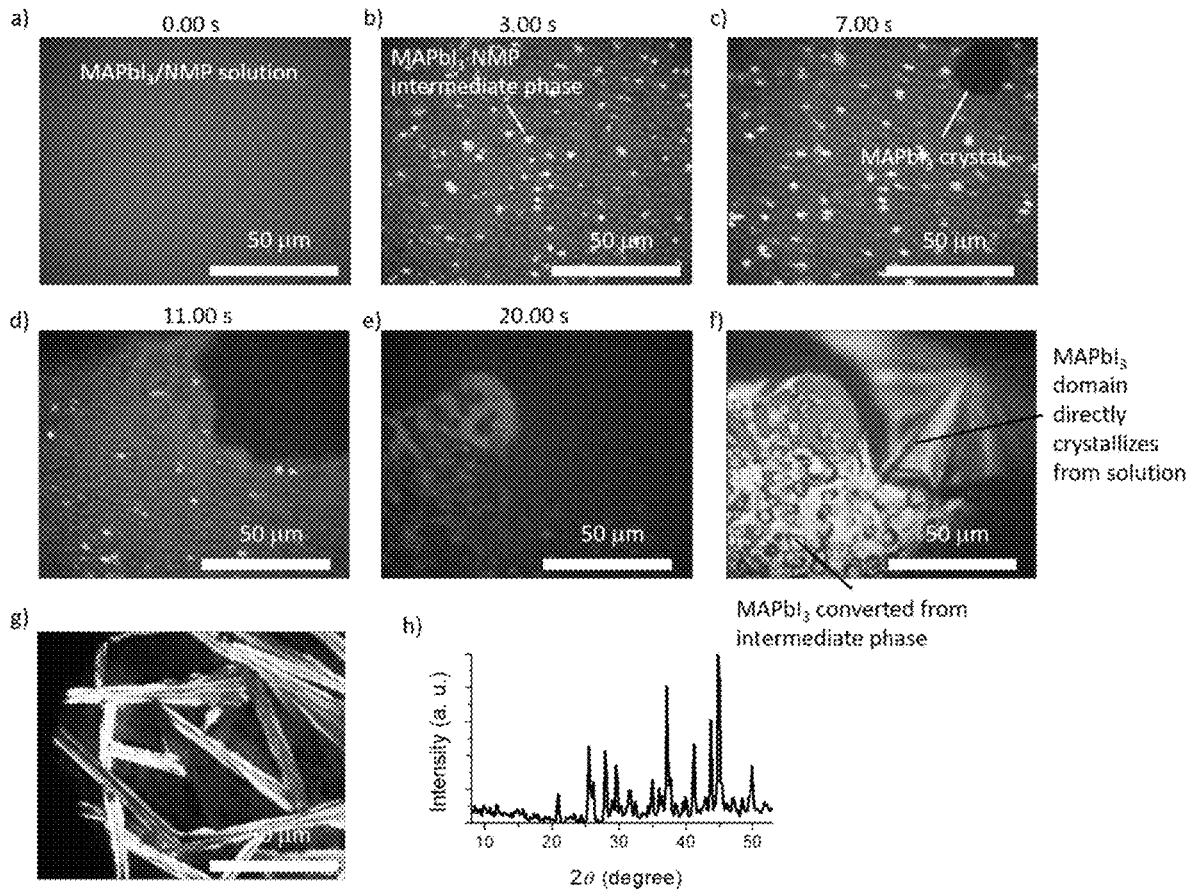 a)
0.00 s
MAPbI₃/NMP solution
50 μm
b)
3.00 s
MAPbI₃·NMP
intermediate phase
50 μm
c)
7.00 s
MAPbI₃ crystal
50 μm
d)
11.00 s
50 μm
e)
20.00 s
50 μm
f)
50 μm
MAPbI₃
domain
directly
crystallizes
from solution
MAPbI₃ converted from
intermediate phase
g)
μm
h)
Intensity (a. u.)
10 20 30 40 50
2θ (degree)